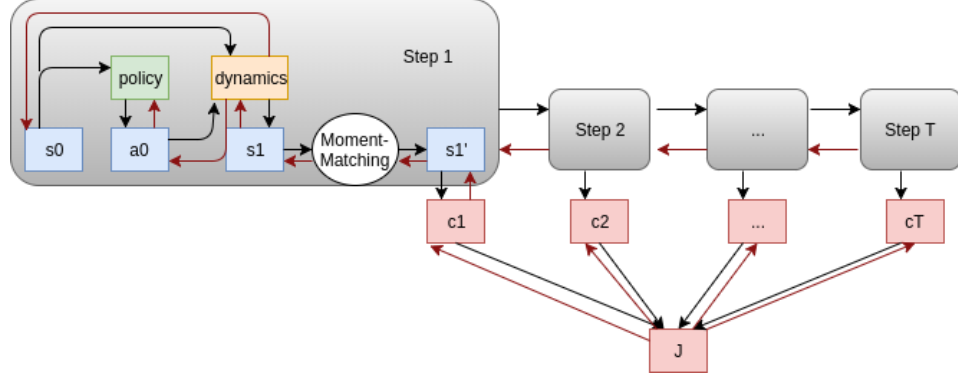 Step 1
policy
dynamics
s0
a0
s1
Moment-
Matching
s1'
Step 2
...
Step T
c1
c2
...
cT
J